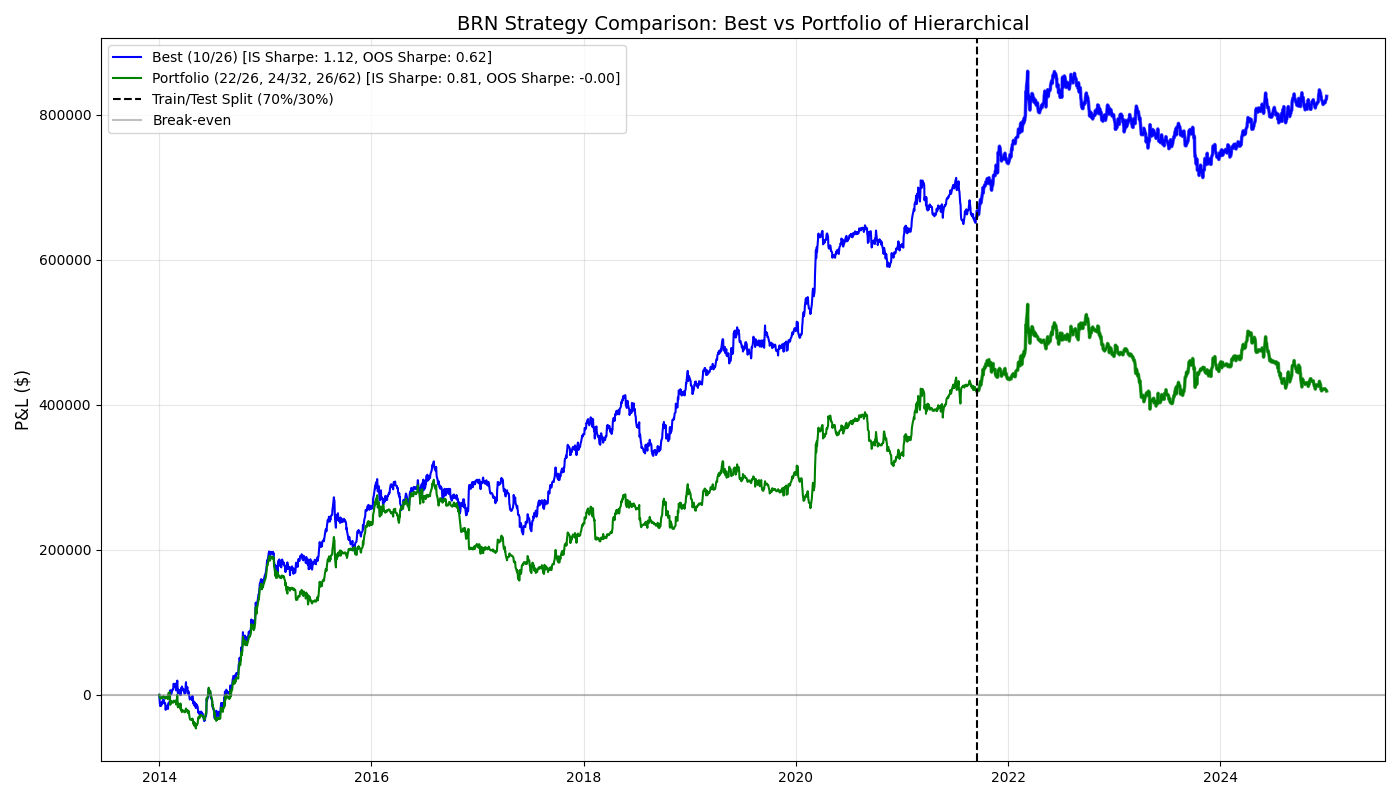 BRN Strategy Comparison: Best vs Portfolio of Hierarchical
Best (10/26) [IS Sharpe: 1.12, OOS Sharpe: 0.62]
Portfolio (22/26, 24/32, 26/62) [IS Sharpe: 0.81, OOS Sharpe: -0.00]
Train/Test Split (70%/30%)
Break-even
P&L ($)
800000
600000
400000
200000
0
2014
2016
2018
2020
2022
2024